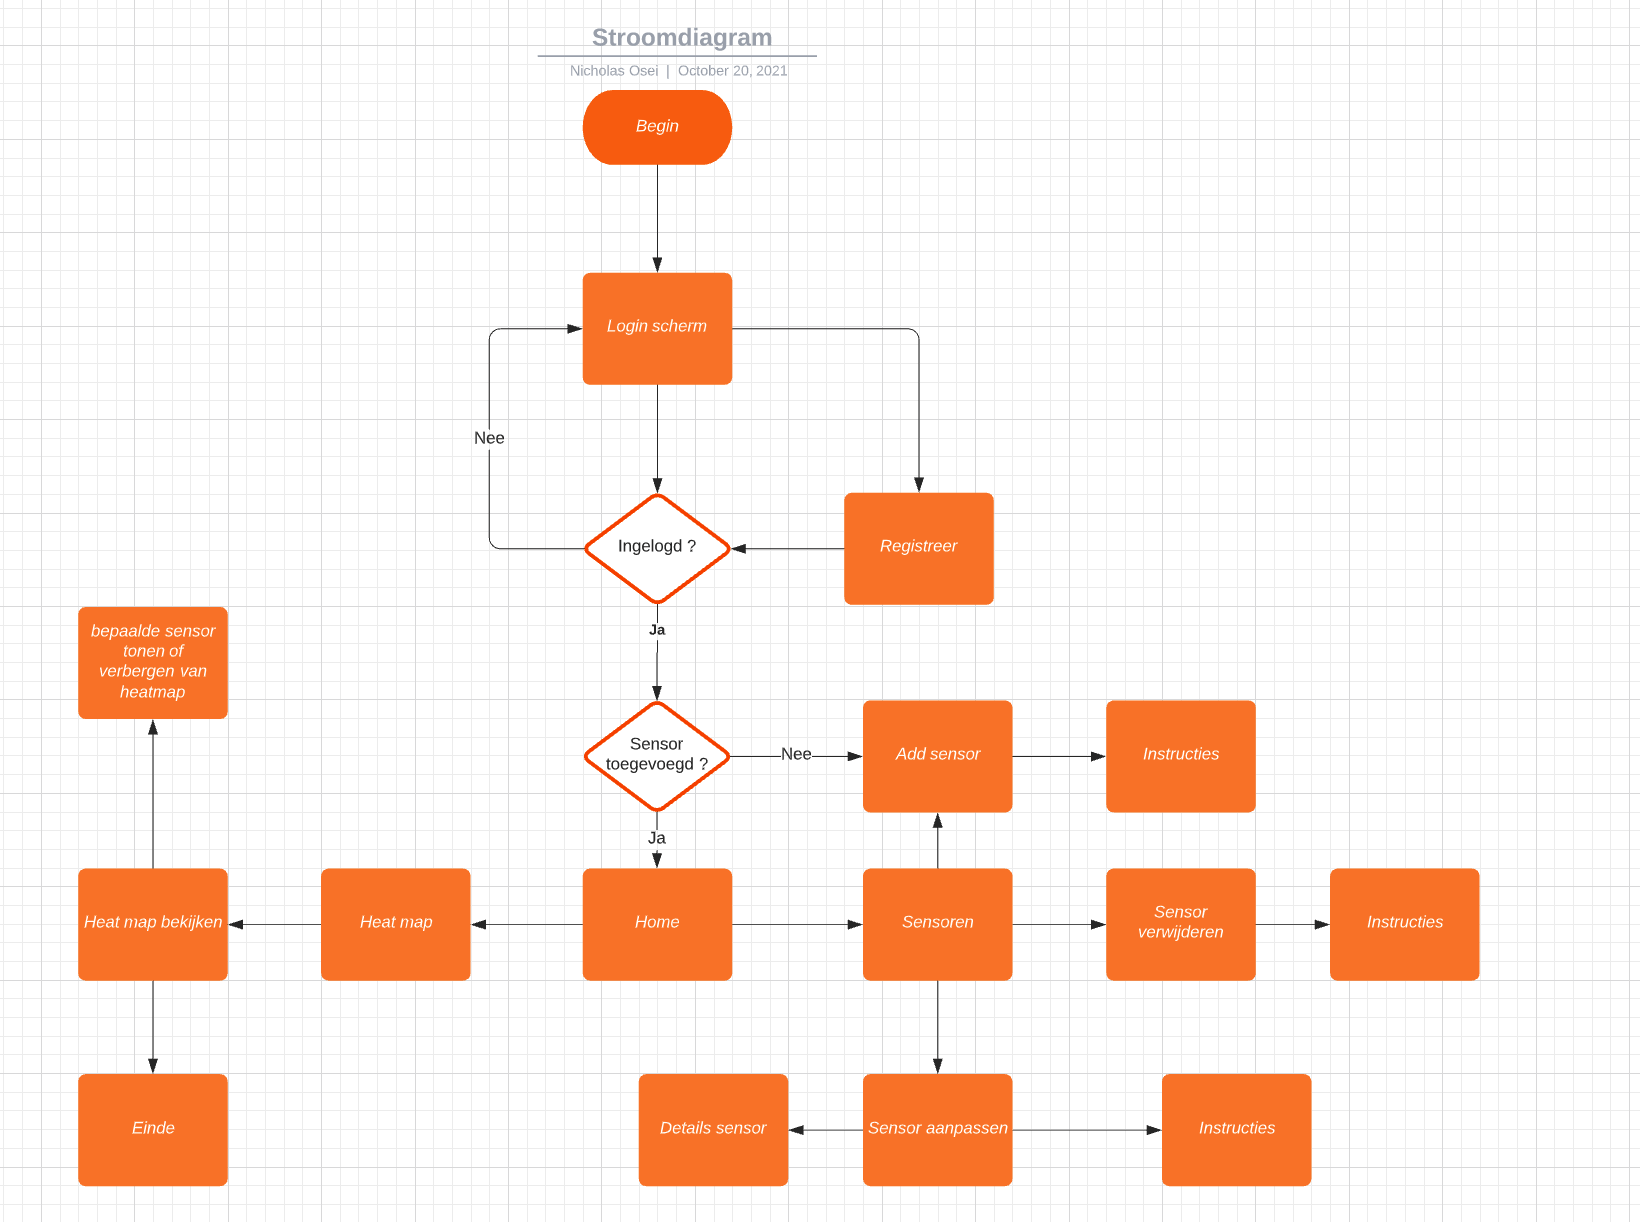 Stroomdiagram
Nicholas Osei | October 20, 2021
Begin
Login scherm
Nee
Ingelogd ?
Registreer
Ja
bepaalde sensor
tonen of
verbergen van
heatmap
Sensor
toegevoegd ?
Nee
Add sensor
Instructies
Ja
Heat map bekijken
Heat map
Home
Sensoren
Sensor
verwijderen
Instructies
Einde
Details sensor
Sensor aanpassen
Instructies